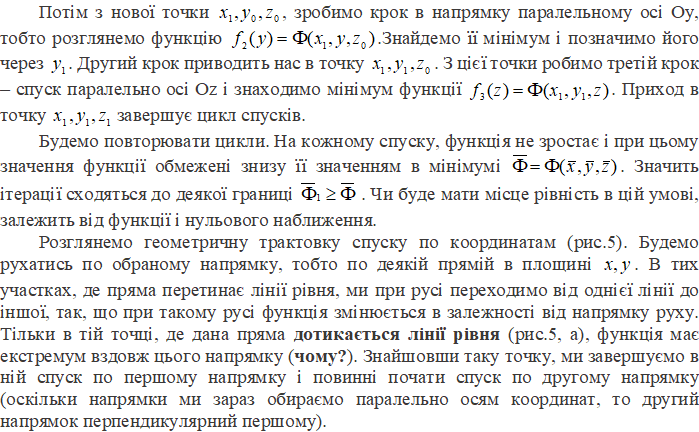 Потім з нової точки x₁, y₀, z₀, зробимо крок в напрямку паралельному осі Oy,
тобто розглянемо функцію f₂(y) = Φ(x₁, y, z₀).Знайдемо її мінімум і позначимо його
через y₁. Другий крок приводить нас в точку x₁, y₁, z₀. З цієї точки робимо третій крок
– спуск паралельно осі Oz і знаходимо мінімум функції f₃(z) = Φ(x₁, y₁, z). Приход в
точку x₁, y₁, z₁ завершує цикл спусків.
Будемо повторювати цикли. На кожному спуску, функція не зростає і при цьому
значення функції обмежені знизу її значенням в мінімумі Φ̅ = Φ(x̅, y̅, z̅). Значить
ітерації сходяться до деякої границі Φ̅₁ ≥ Φ̅. Чи буде мати місце рівність в цій умові,
залежить від функції і нульового наближення.
Розглянемо геометричну трактовку спуску по координатам (рис.5). Будемо
рухатись по обраному напрямку, тобто по деякій прямій в площині x, y. В тих
участках, де пряма перетинає лінії рівня, ми при русі переходимо від однієї лінії до
іншої, так, що при такому русі функція змінюється в залежності від напрямку руху.
Тільки в тій точці, де дана пряма дотикається лінії рівня (рис.5, а), функція має
екстремум вздовж цього напрямку (чому?). Знайшовши таку точку, ми завершуємо в
ній спуск по першому напрямку і повинні почати спуск по другому напрямку
(оскільки напрямки ми зараз обираємо паралельно осям координат, то другий
напрямок перпендикулярний першому).